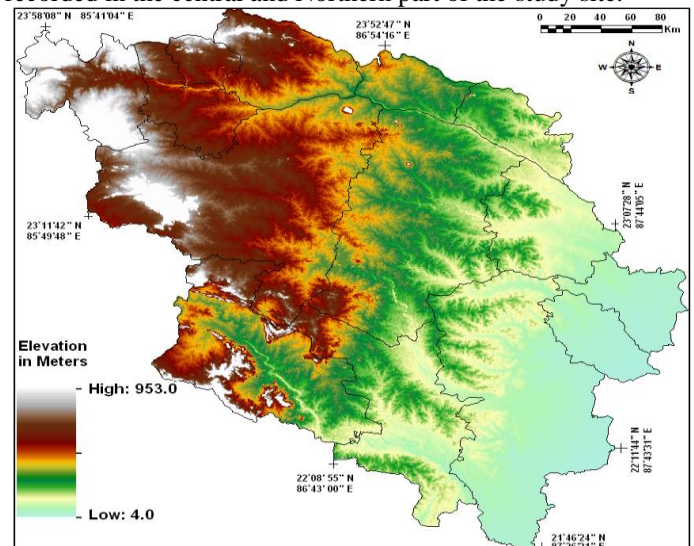 recorded in the central and Northern part of the study site.
23°58'08" N    85°41'04" E
23°52'47" N
86°54'16" E
0    20    40    60    80
Km
N
W    E
S
23°07'28" N
87°44'05" E
23°11'42" N
85°49'48" E
Elevation
in Meters
High: 953.0
Low: 4.0
22°08'55" N
86°43'00" E
22°11'44" N
87°43'31" E
21°46'24" N